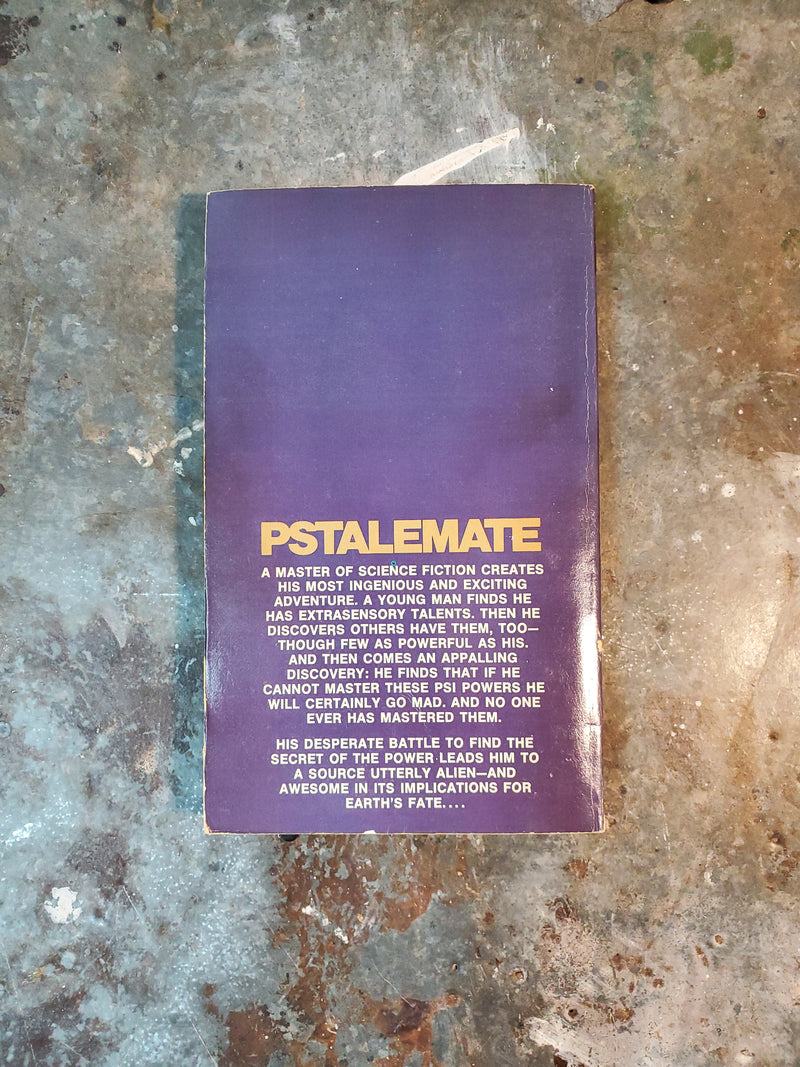 PSTALEMATE
A MASTER OF SCIENCE FICTION CREATES
HIS MOST INGENIOUS AND EXCITING
ADVENTURE. A YOUNG MAN FINDS HE
HAS EXTRASENSORY TALENTS. THEN HE
DISCOVERS OTHERS HAVE THEM, TOO—
THOUGH FEW AS POWERFUL AS HIS.
AND THEN COMES AN APPALLING
DISCOVERY: HE FINDS THAT IF HE
CANNOT MASTER THESE PSI POWERS HE
WILL CERTAINLY GO MAD. AND NO ONE
EVER HAS MASTERED THEM.
HIS DESPERATE BATTLE TO FIND THE
SECRET OF THE POWER LEADS HIM TO
A SOURCE UTTERLY ALIEN—AND
AWESOME IN ITS IMPLICATIONS FOR
EARTH'S FATE....